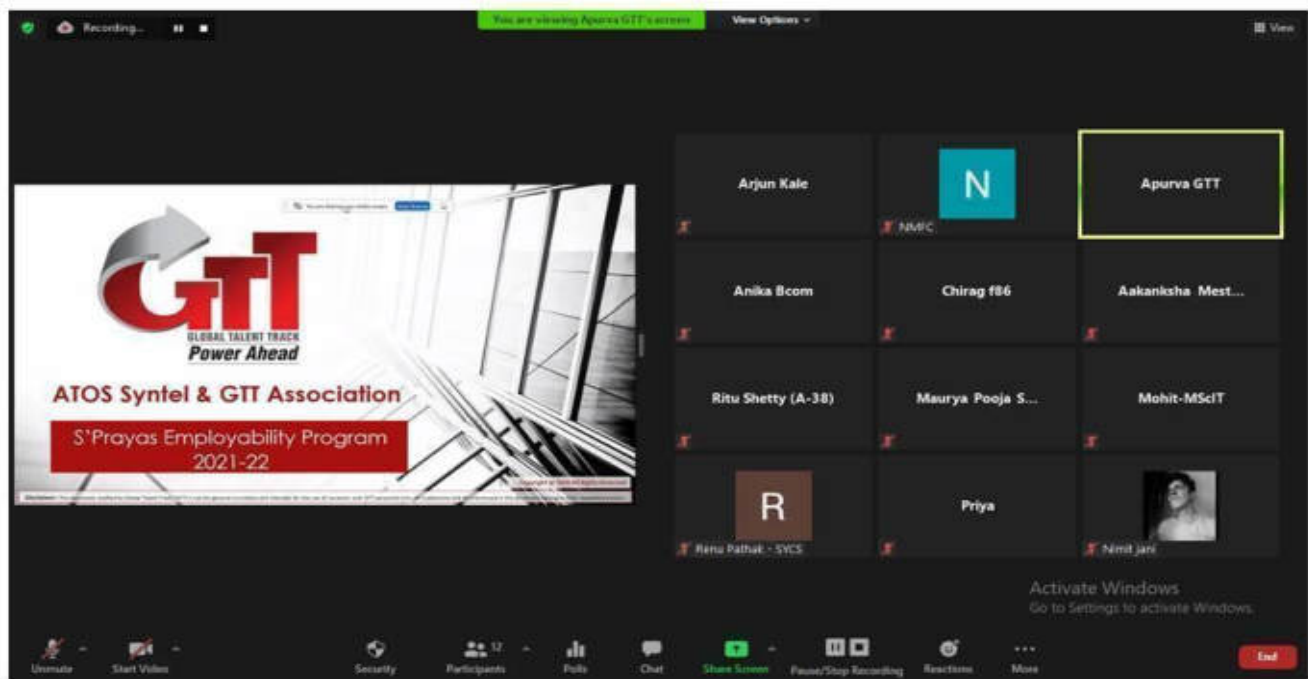 Recording...
You are viewing Apurva GTT's screen
View Options
View
GTT
GLOBAL TALENT TRACK
Power Ahead
ATOS Syntel & GTT Association
S'Prayas Employability Program
2021-22
Arjun Kale
N
NMFC
Apurva GTT
Anika Bcom
Chirag f86
Aakanksha Mest...
Ritu Shetty (A-38)
Maurya Pooja S...
Mohit-MScIT
R
Renu Pathak - SYCS
Priya
Nimit jani
Activate Windows
Go to Settings to activate Windows.
Unmute
Start Video
Security
12
Participants
Polls
Chat
Share Screen
Pause/Stop Recording
Reactions
More
End